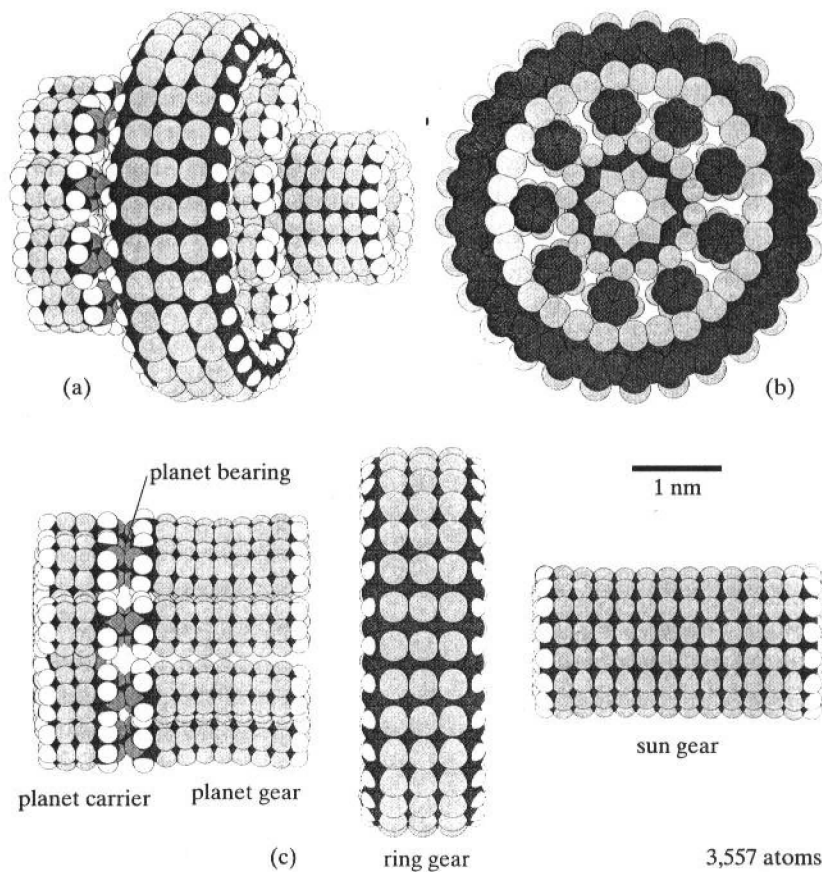 (a)
(b)
planet bearing
1 nm
sun gear
planet carrier
planet gear
(c)
ring gear
3,557 atoms